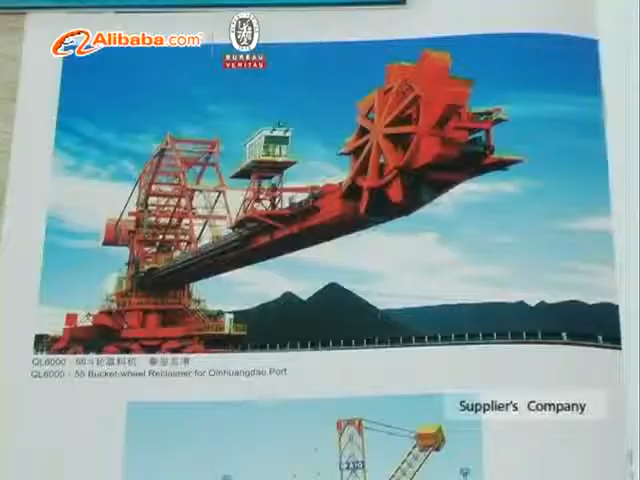 Alibaba.com
BUREAU
VERITAS
QL6000 · 55斗轮取料机 秦皇岛港
QL6000 · 55 Bucket-wheel Reclaimer for Qinhuangdao Port
Supplier's Company